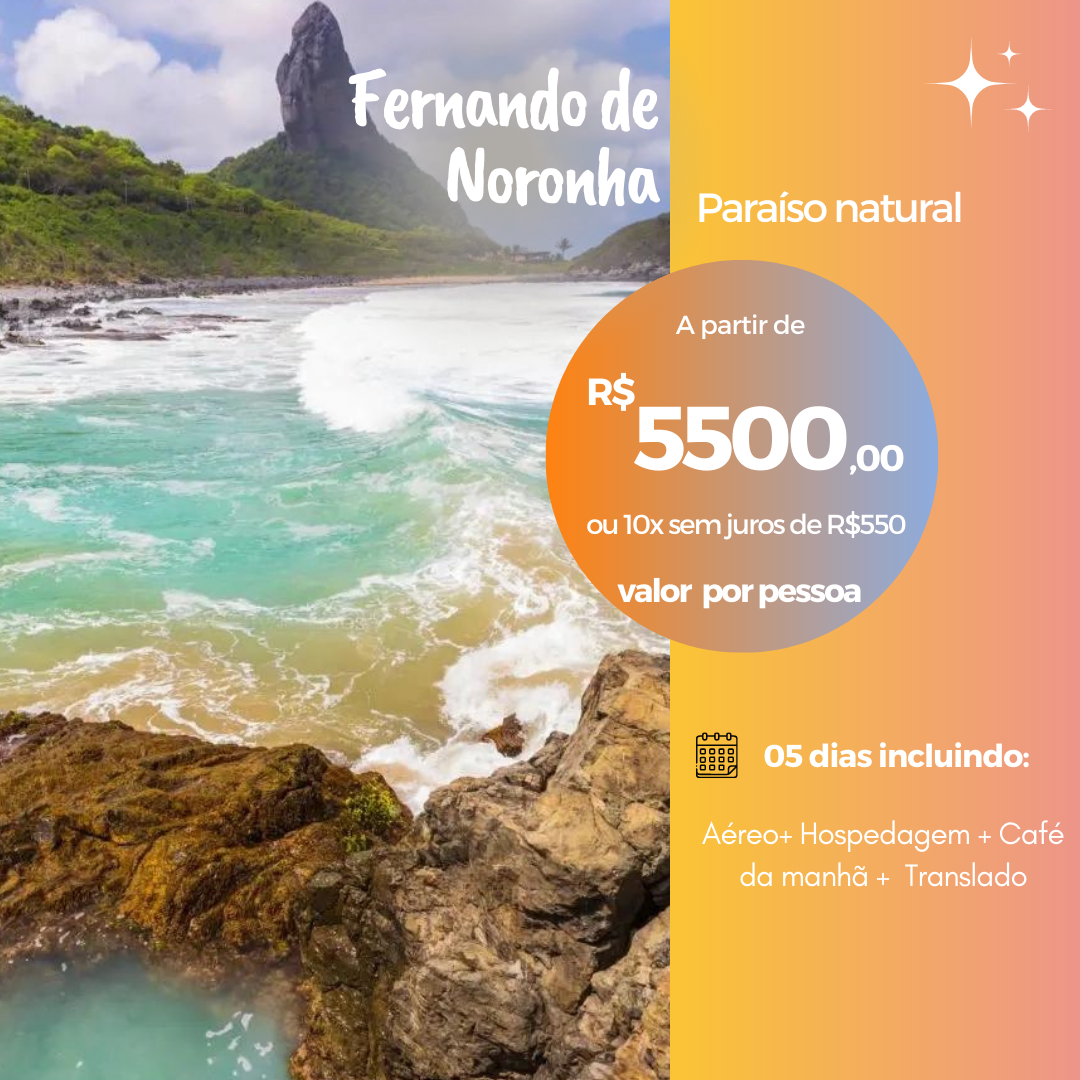 Fernando de
Noronha
Paraíso natural
A partir de
R$
5500,00
ou 10x sem juros de R$550
valor por pessoa
05 dias incluindo:
Aéreo+ Hospedagem + Café
da manhã + Translado